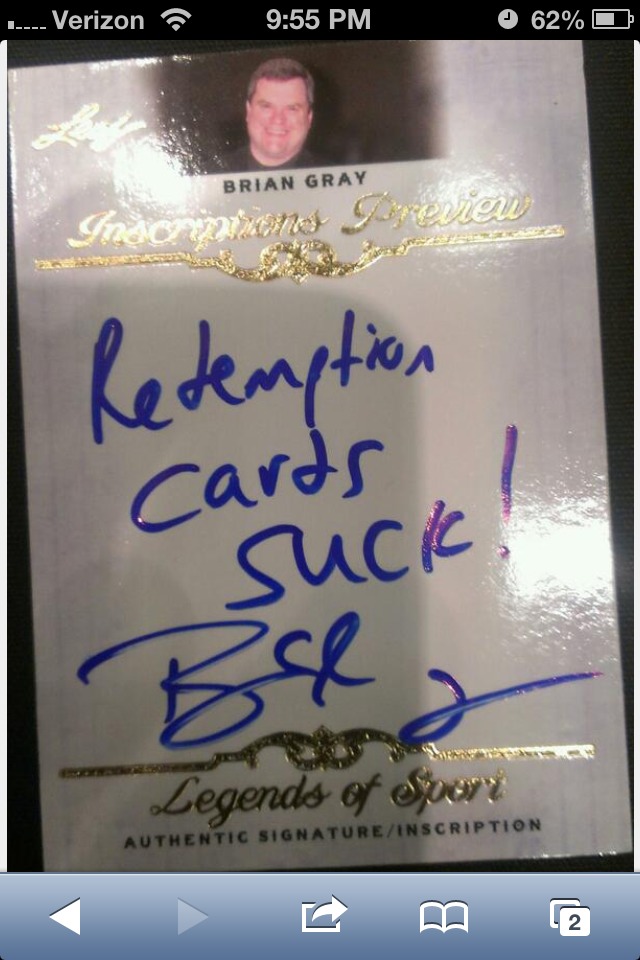 Verizon 9:55 PM 62%
Leaf
BRIAN GRAY
Inscriptions Preview
Redemption
cards
suck!
Legends of Sport
AUTHENTIC SIGNATURE/INSCRIPTION
2